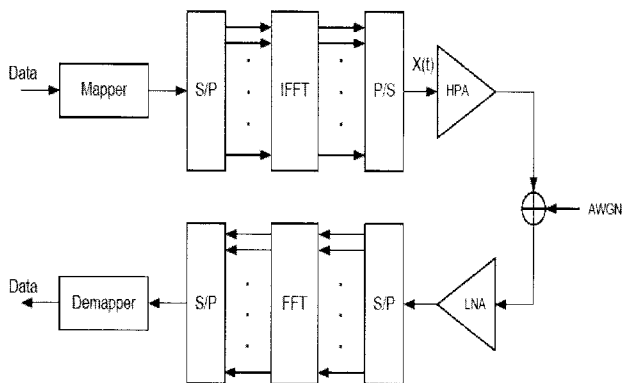 Data
Mapper
S/P
IFFT
P/S
X(t)
HPA
AWGN
Data
Demapper
S/P
FFT
S/P
LNA